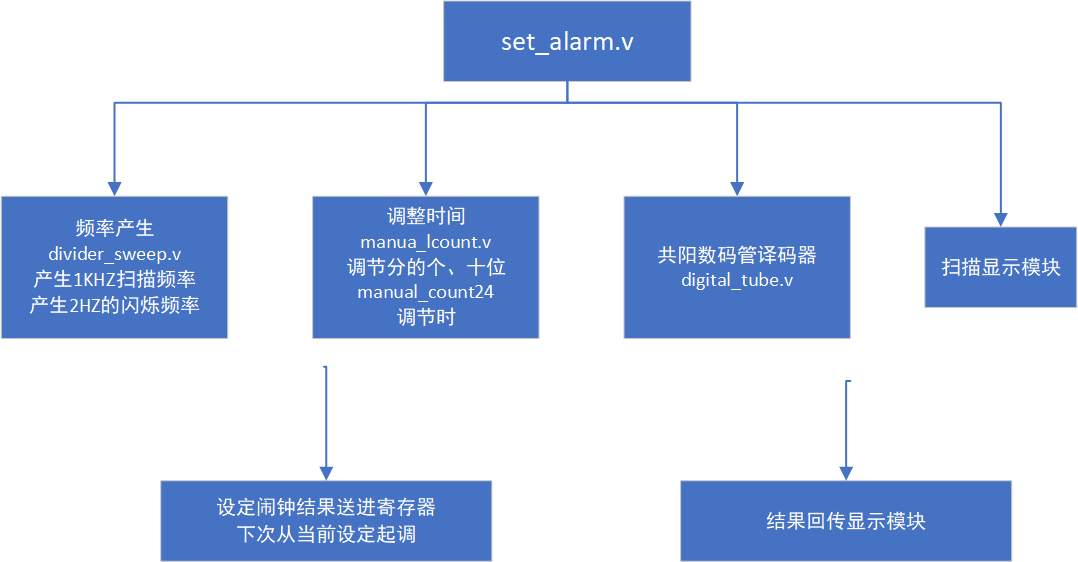 set_alarm.v
频率产生
divider_sweep.v
产生1KHZ扫描频率
产生2HZ的闪烁频率
调整时间
manua_lcount.v
调节分的个、十位
manual_count24
调节时
共阳数码管译码器
digital_tube.v
扫描显示模块
设定闹钟结果送进寄存器
下次从当前设定起调
结果回传显示模块